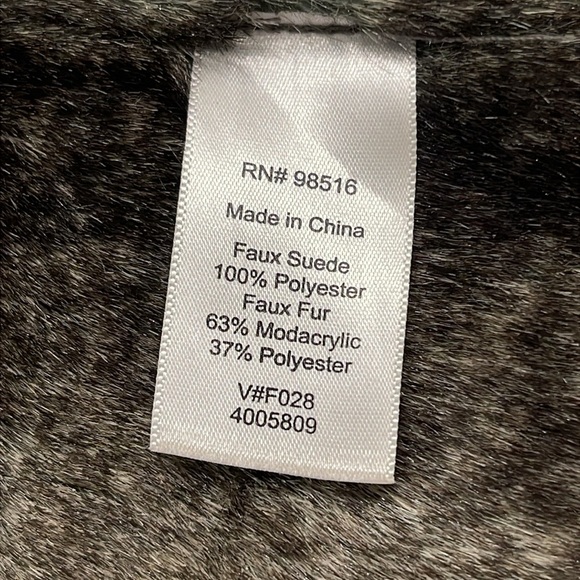 RN# 98516
Made in China
Faux Suede
100% Polyester
Faux Fur
63% Modacrylic
37% Polyester
V#F028
4005809